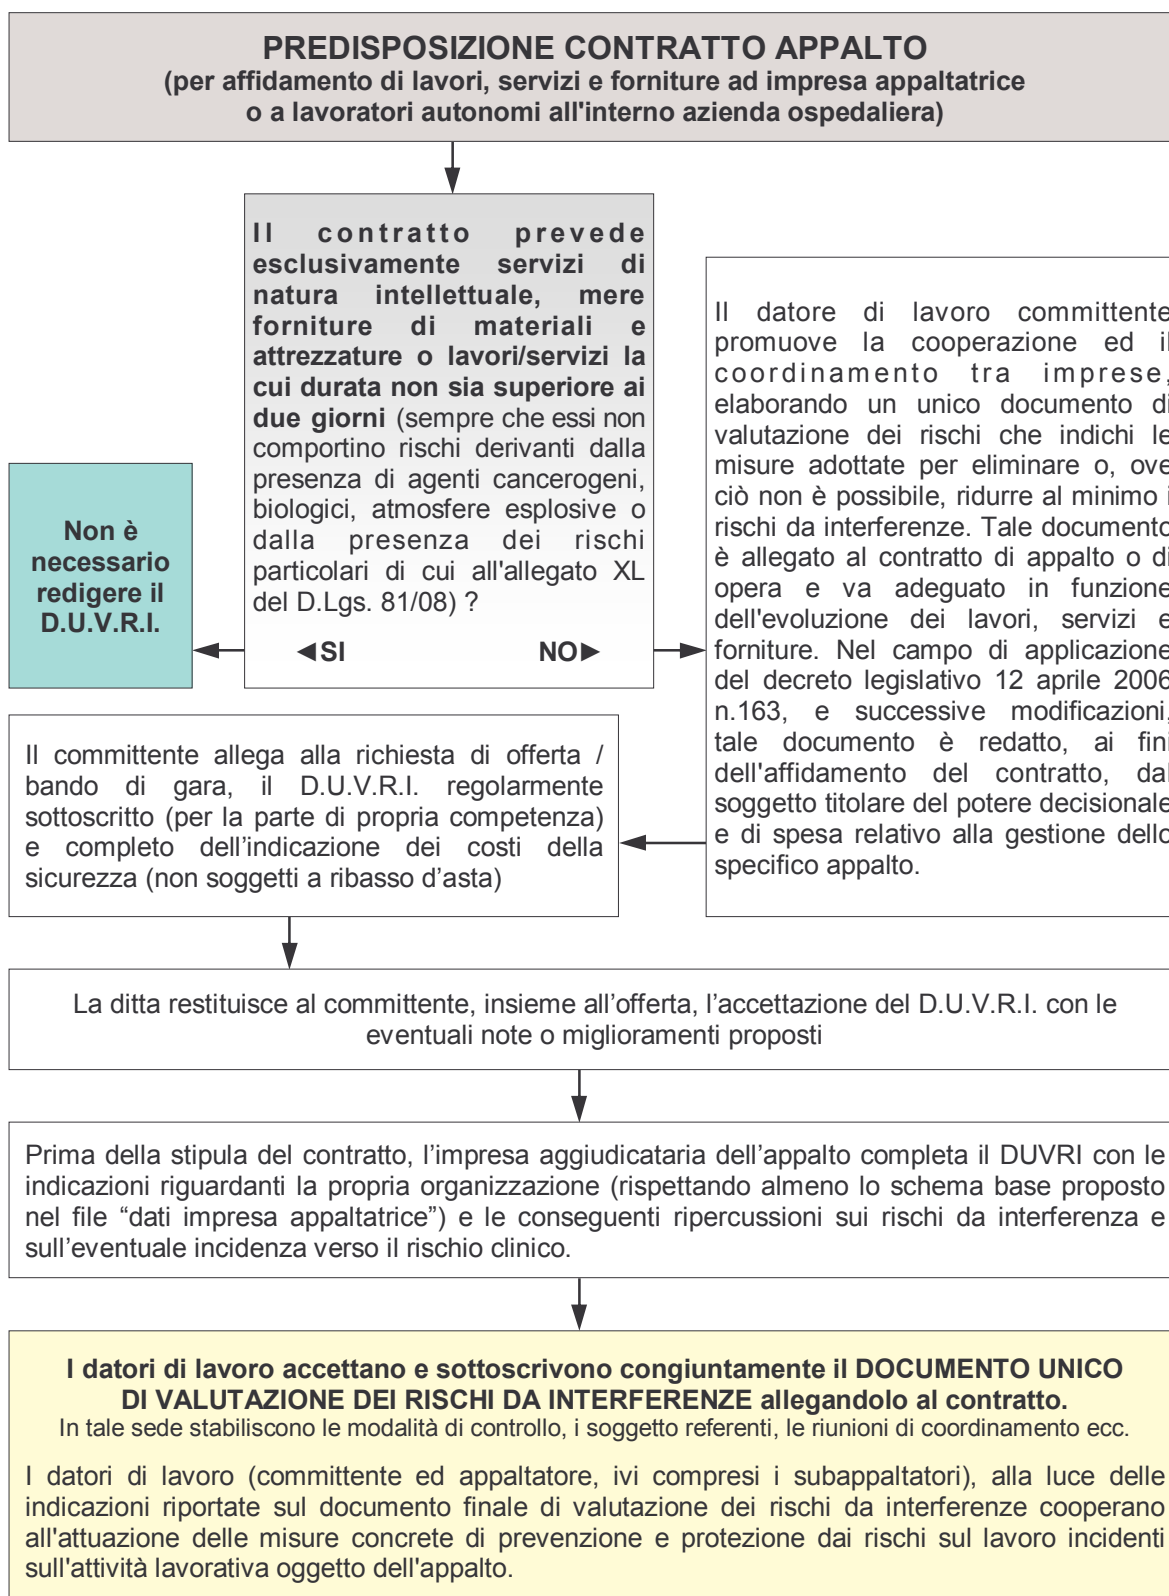 PREDISPOSIZIONE CONTRATTO APPALTO
(per affidamento di lavori, servizi e forniture ad impresa appaltatrice
o a lavoratori autonomi all'interno azienda ospedaliera)
Il contratto prevede
esclusivamente servizi di
natura intellettuale, mere
forniture di materiali e
attrezzature o lavori/servizi la
cui durata non sia superiore ai
due giorni (sempre che essi non
comportino rischi derivanti dalla
presenza di agenti cancerogeni,
biologici, atmosfere esplosive o
dalla presenza dei rischi
particolari di cui all'allegato XL
del D.Lgs. 81/08) ?
◄SI NO►
Non è
necessario
redigere il
D.U.V.R.I.
Il datore di lavoro committente
promuove la cooperazione ed il
coordinamento tra imprese,
elaborando un unico documento di
valutazione dei rischi che indichi le
misure adottate per eliminare o, ove
ciò non è possibile, ridurre al minimo i
rischi da interferenze. Tale documento
è allegato al contratto di appalto o di
opera e va adeguato in funzione
dell'evoluzione dei lavori, servizi e
forniture. Nel campo di applicazione
del decreto legislativo 12 aprile 2006
n.163, e successive modificazioni,
tale documento è redatto, ai fini
dell'affidamento del contratto, dal
soggetto titolare del potere decisionale
e di spesa relativo alla gestione dello
specifico appalto.
Il committente allega alla richiesta di offerta /
bando di gara, il D.U.V.R.I. regolarmente
sottoscritto (per la parte di propria competenza)
e completo dell’indicazione dei costi della
sicurezza (non soggetti a ribasso d’asta)
La ditta restituisce al committente, insieme all’offerta, l’accettazione del D.U.V.R.I. con le
eventuali note o miglioramenti proposti
Prima della stipula del contratto, l’impresa aggiudicataria dell’appalto completa il DUVRI con le
indicazioni riguardanti la propria organizzazione (rispettando almeno lo schema base proposto
nel file “dati impresa appaltatrice”) e le conseguenti ripercussioni sui rischi da interferenza e
sull’eventuale incidenza verso il rischio clinico.
I datori di lavoro accettano e sottoscrivono congiuntamente il DOCUMENTO UNICO
DI VALUTAZIONE DEI RISCHI DA INTERFERENZE allegandolo al contratto.
In tale sede stabiliscono le modalità di controllo, i soggetto referenti, le riunioni di coordinamento ecc.
I datori di lavoro (committente ed appaltatore, ivi compresi i subappaltatori), alla luce delle
indicazioni riportate sul documento finale di valutazione dei rischi da interferenze cooperano
all'attuazione delle misure concrete di prevenzione e protezione dai rischi sul lavoro incidenti
sull'attività lavorativa oggetto dell'appalto.